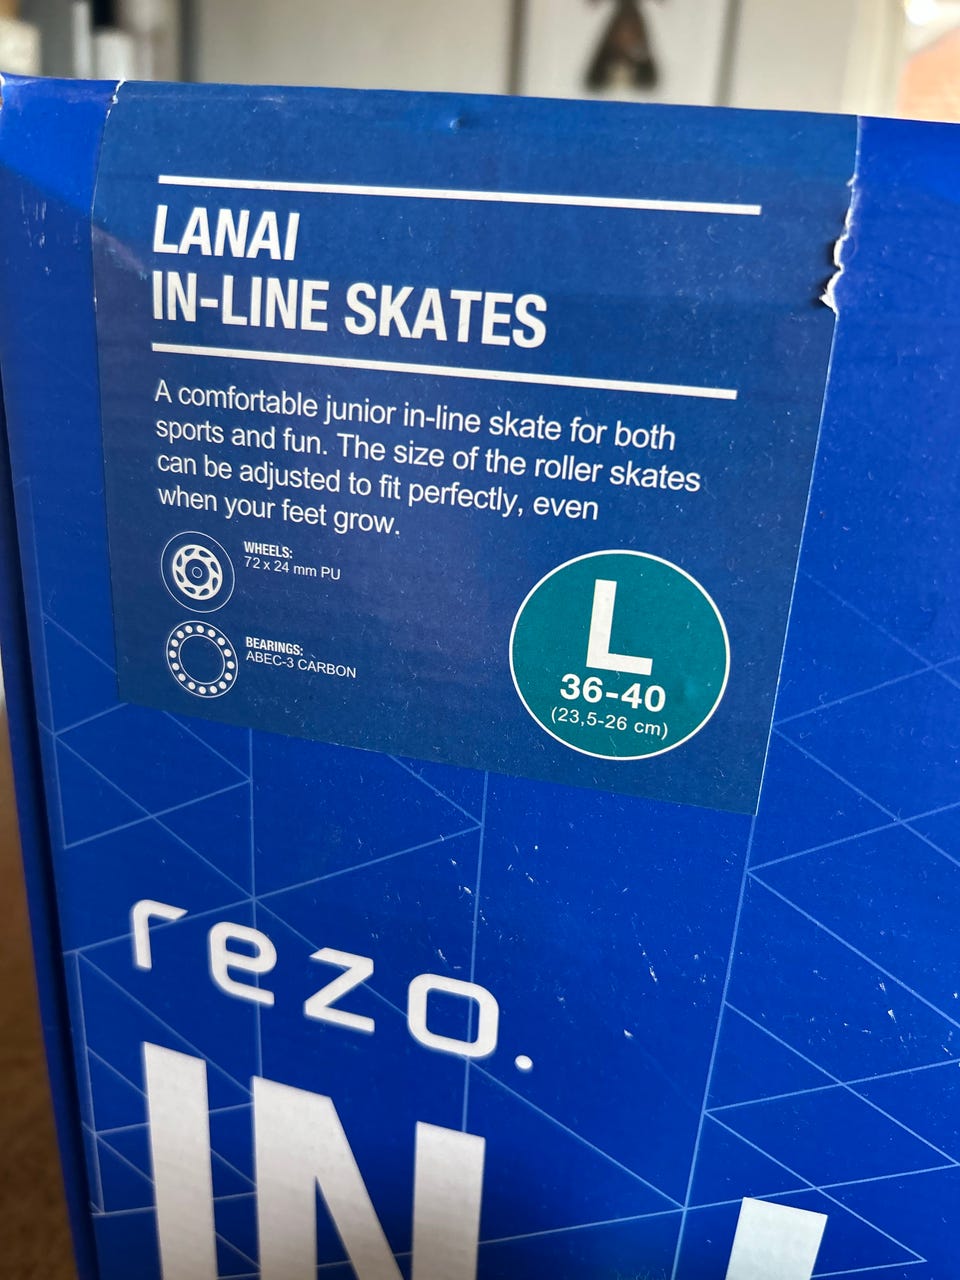 LANAI
IN-LINE SKATES
A comfortable junior in-line skate for both
sports and fun. The size of the roller skates
can be adjusted to fit perfectly, even
when your feet grow.
WHEELS:
72 x 24 mm PU
BEARINGS:
ABEC-3 CARBON
L
36-40
(23,5-26 cm)
rezo.
IN